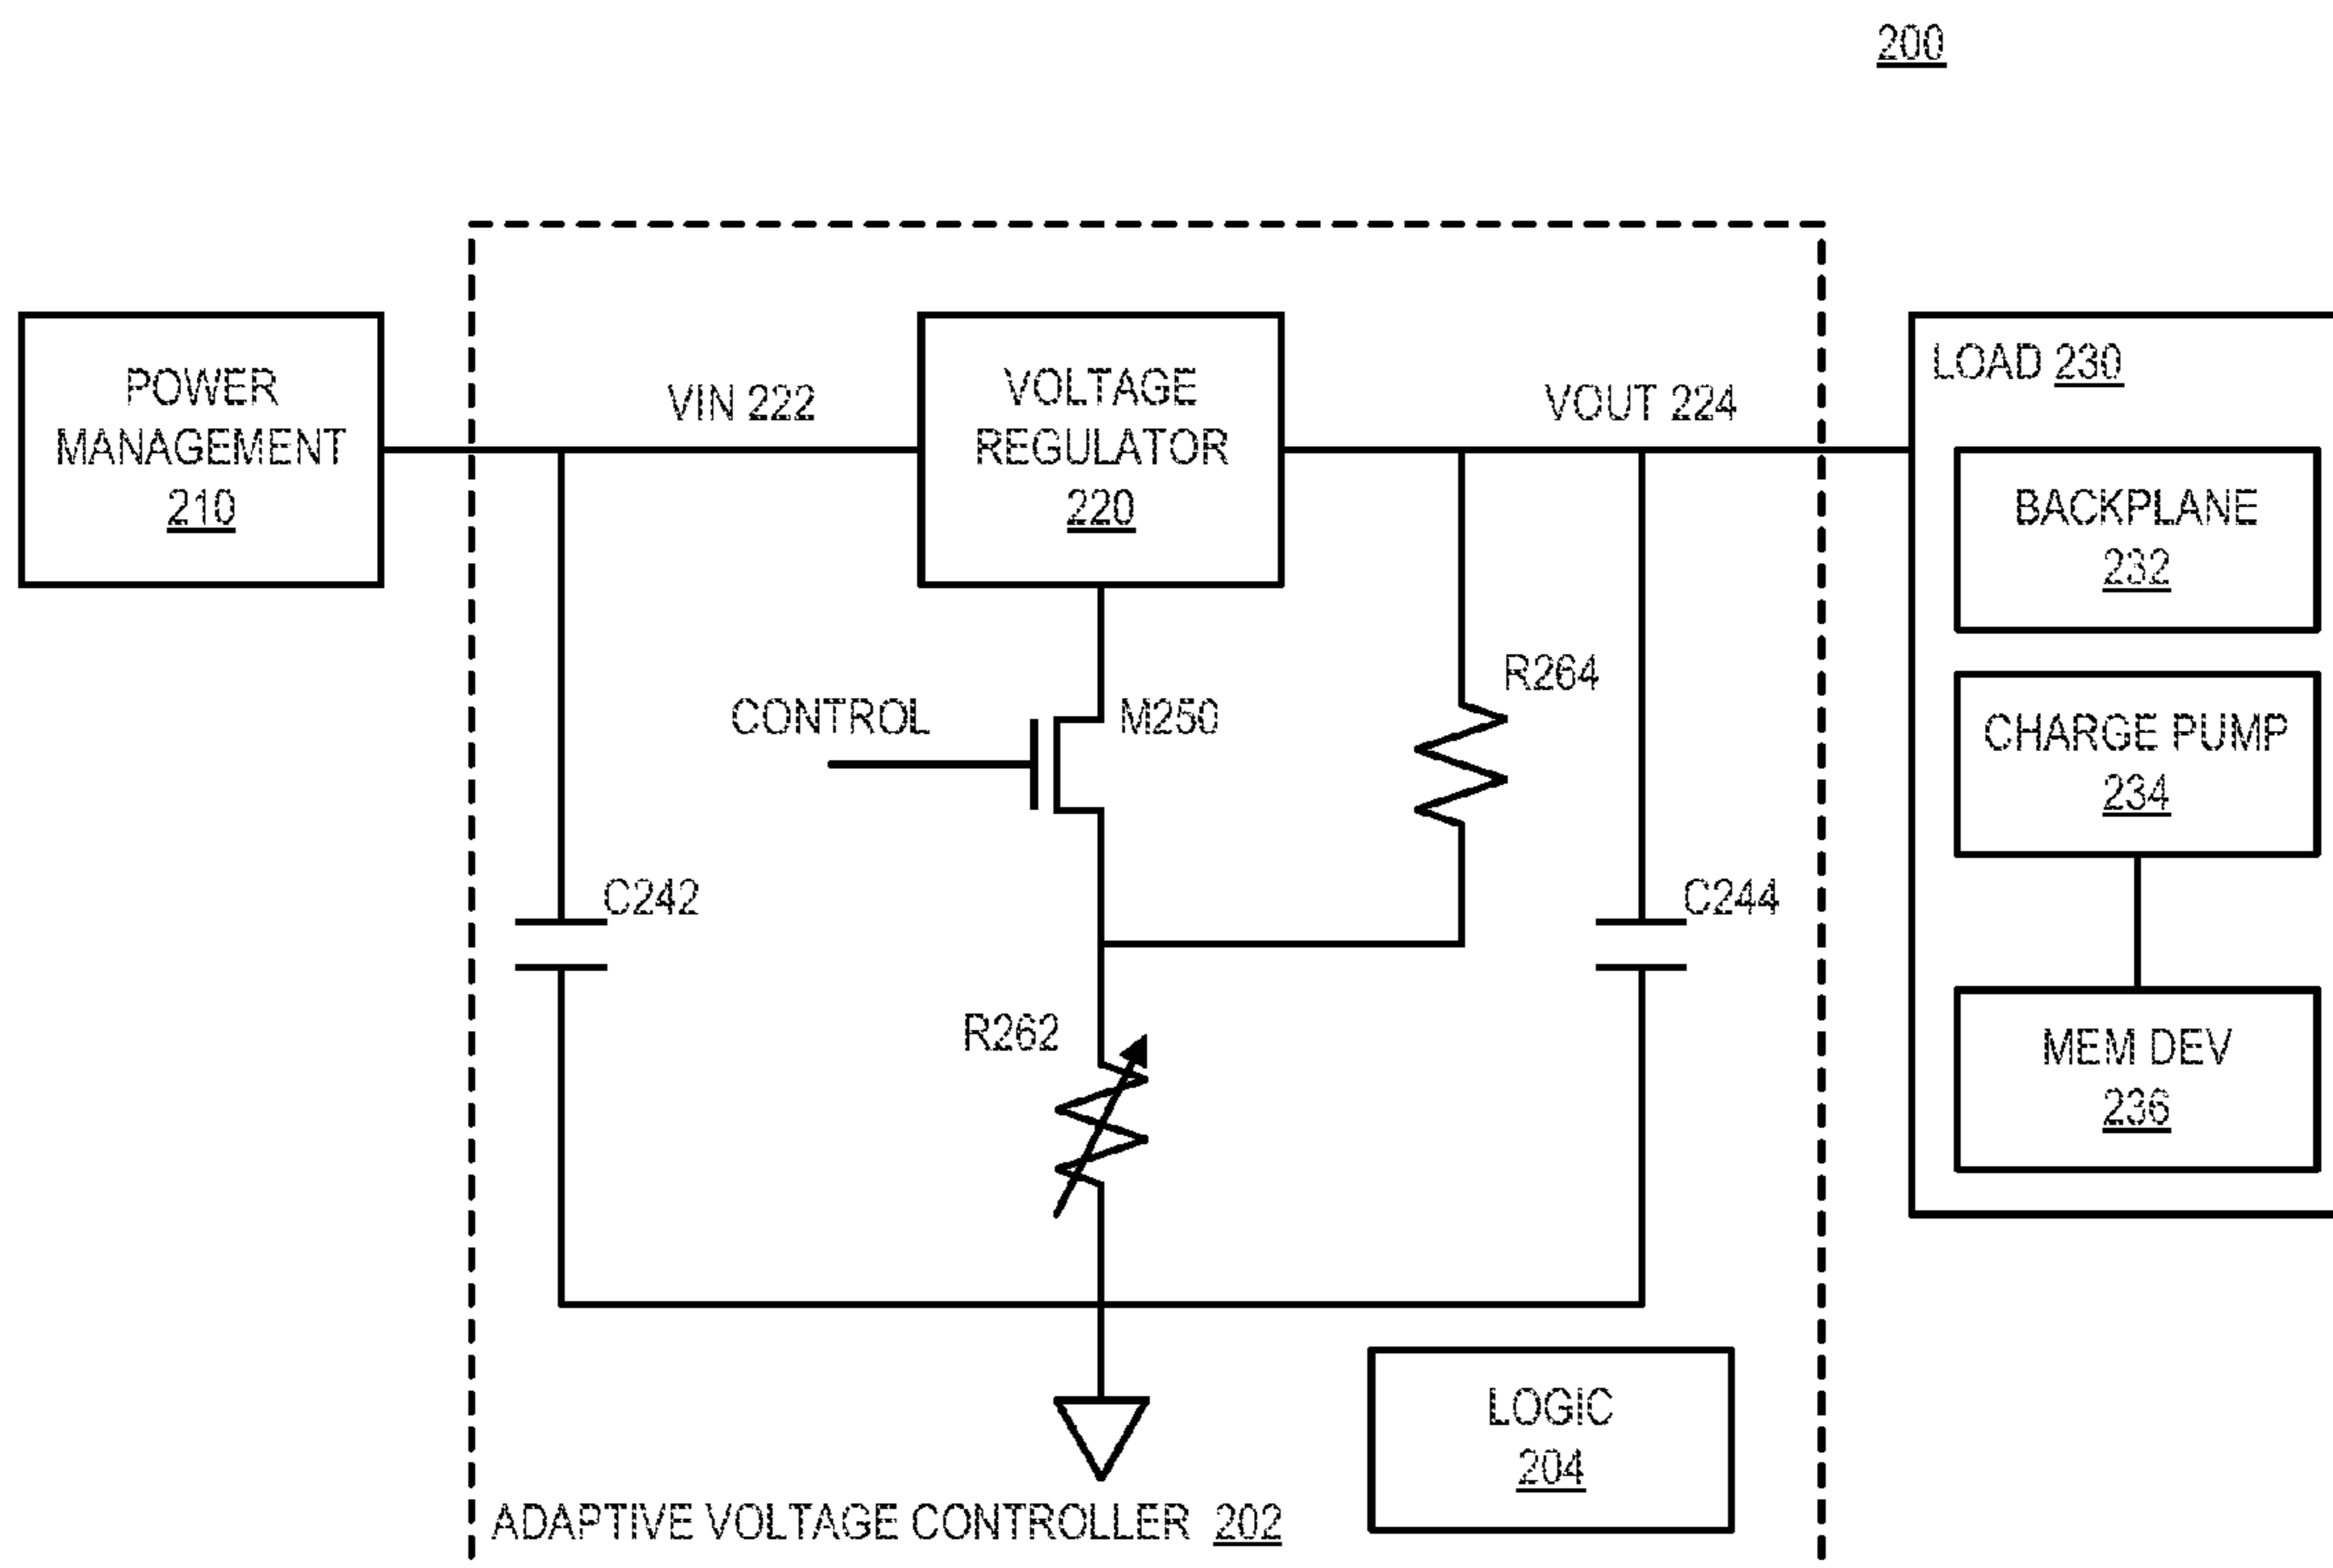 200
POWER
MANAGEMENT
210
VIN 222
VOLTAGE
REGULATOR
220
VOUT 224
LOAD 230
BACKPLANE
232
CONTROL
M250
R264
CHARGE PUMP
234
C242
C244
R262
MEM DEV
236
LOGIC
204
ADAPTIVE VOLTAGE CONTROLLER 202